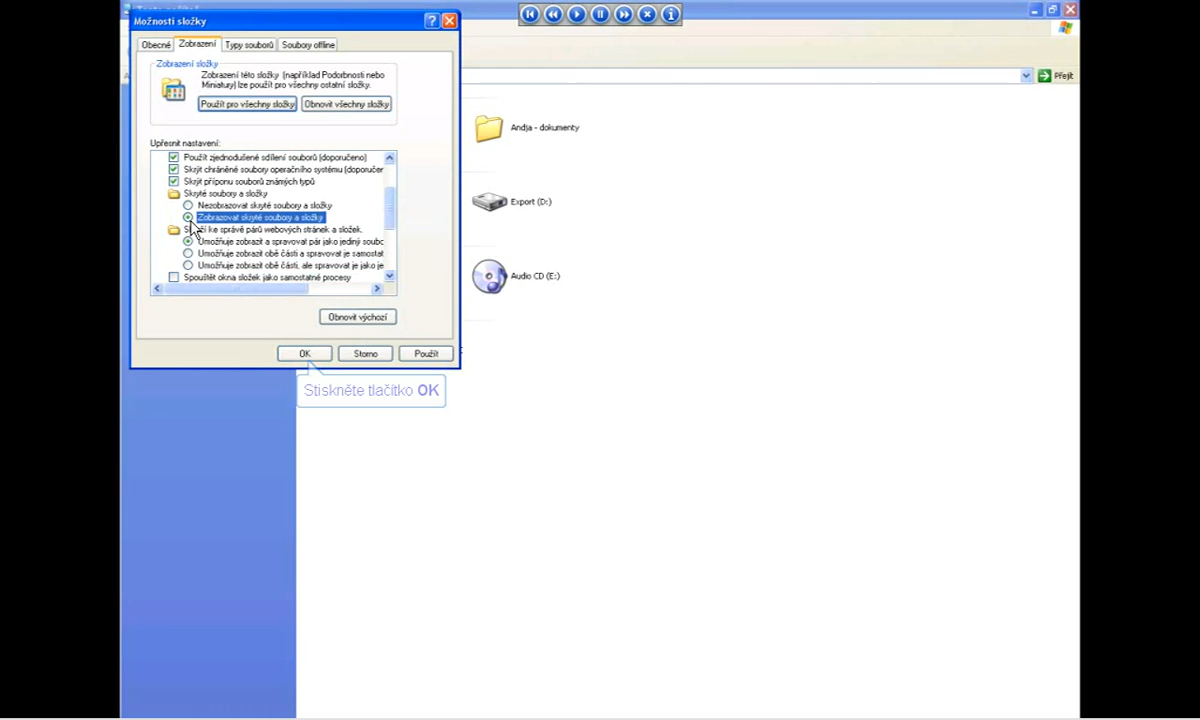 Možnosti složky
Obecné Zobrazení Typy souborů Soubory offline
Zobrazení složky
Zobrazení této složky (například Podorbnosti nebo
Miniatury) lze použít pro všechny ostatní složky.
Použít pro všechny složky Obnovit všechny složky
Upřesnit nastavení:
Použít zjednodušené sdílení souborů (doporučeno)
Skrýt chráněné soubory operačního systému (doporučer
Skrýt příponu souborů známých typů
Skryté soubory a složky
Nezobrazovat skryté soubory a složky
Zobrazovat skryté soubory a složky
ke správě párů webových stránek a složek.
Umožňuje zobrazit a spravovat pár jako jediný soubc
Umožňuje zobrazit obě části a spravovat je samostat
Umožňuje zobrazit obě části, ale spravovat je jako je
Spouštět okna složek jako samostatné procesy
Obnovit výchozí
OK Storno Použít
Stiskněte tlačítko OK
Přejít
Andja - dokumenty
Export (D:)
Audio CD (E:)